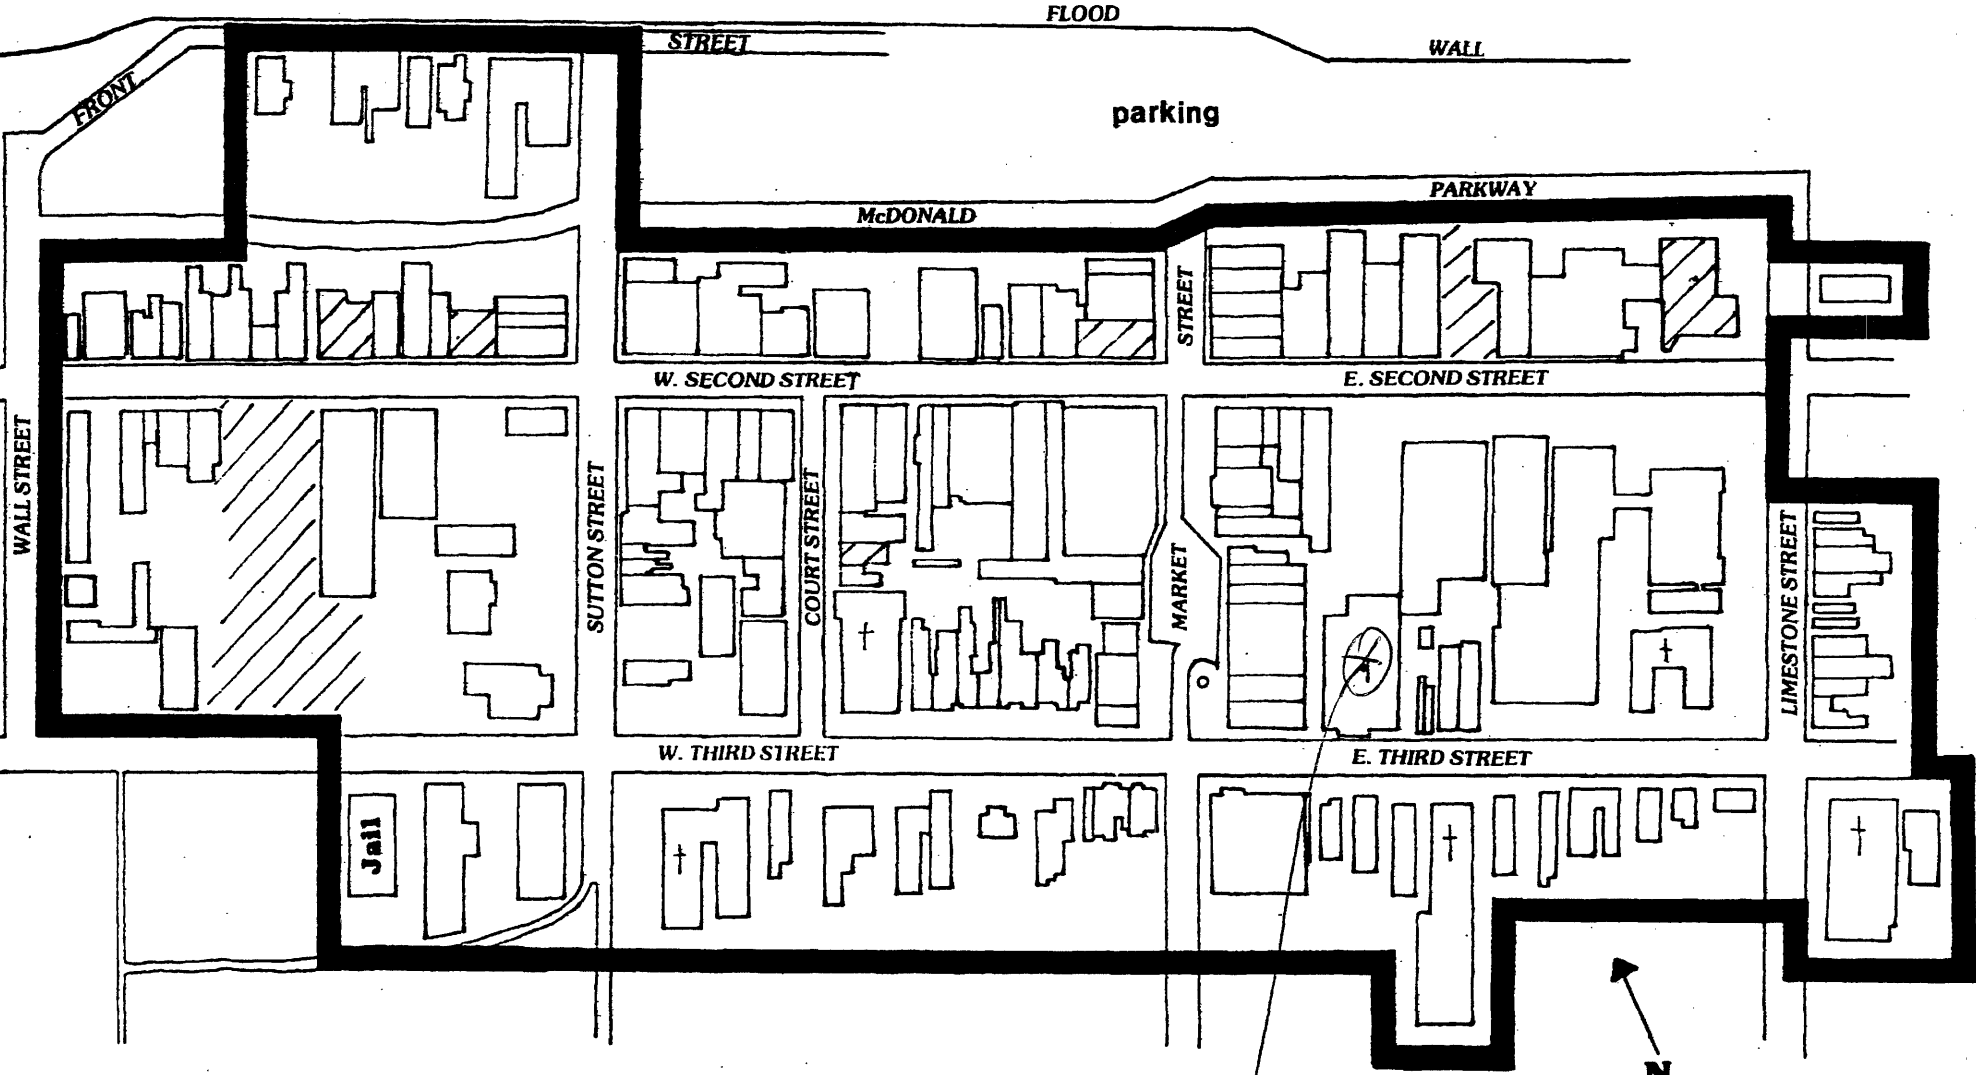 FLOOD
STREET
WALL
FRONT
parking
PARKWAY
McDONALD
STREET
W. SECOND STREET
E. SECOND STREET
WALL STREET
SUTTON STREET
COURT STREET
MARKET
LIMESTONE STREET
W. THIRD STREET
E. THIRD STREET
Jail
N